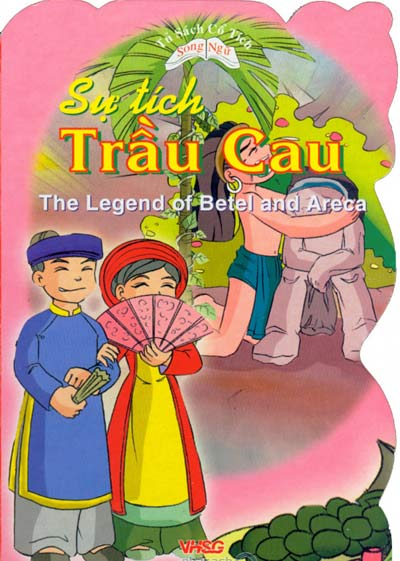 Tủ Sách Cổ Tích
Song Ngữ
Sự tích
Trầu Cau
The Legend of Betel and Areca
VHSG